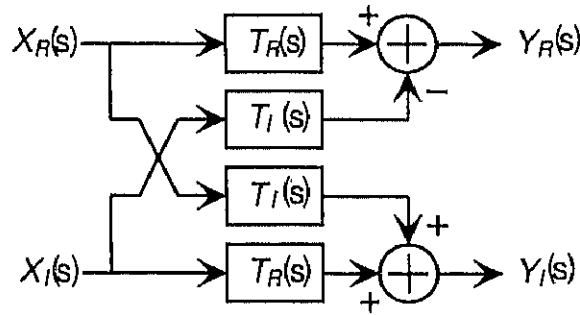 X_R(s) T_R(s) + + Y_R(s)
T_I(s) −
T_I(s) +
X_I(s) T_R(s) + + Y_I(s)